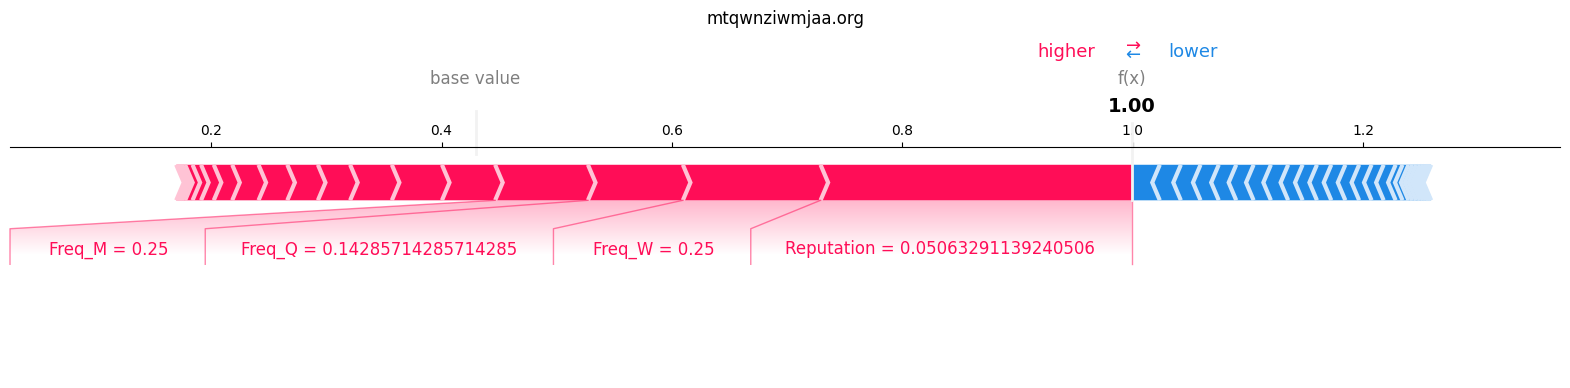 mtqwnziwmjaa.org
higher ⇄ lower
base value f(x)
1.00
0.2 0.4 0.6 0.8 1 0 1.2
Freq_M = 0.25 Freq_Q = 0.14285714285714285 Freq_W = 0.25 Reputation = 0.05063291139240506